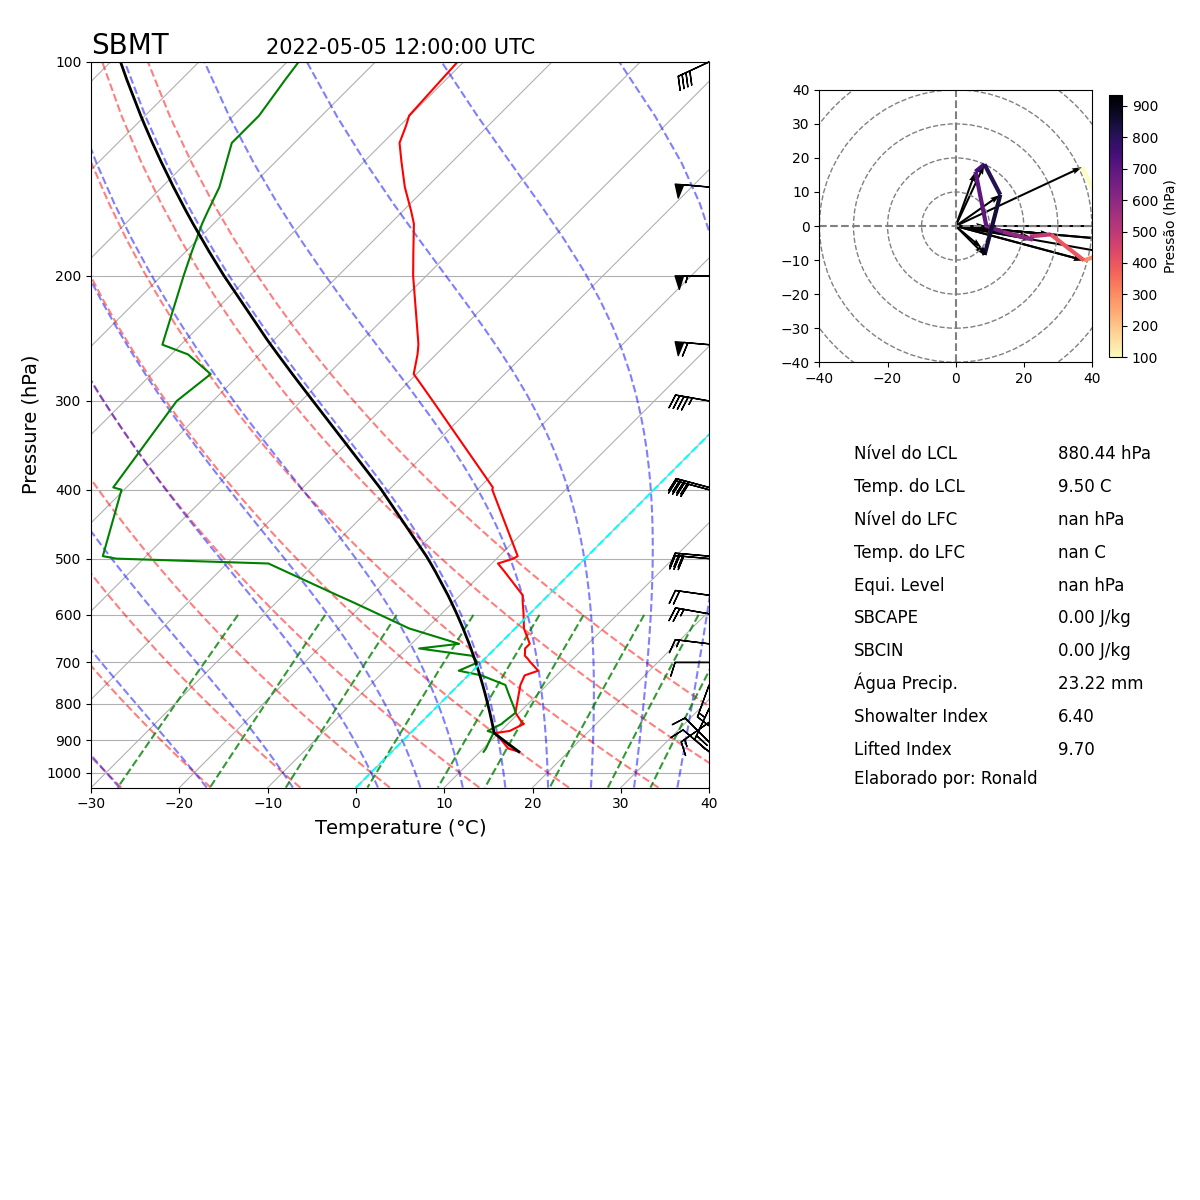 SBMT 2022-05-05 12:00:00 UTC
100
200
300
400
500
600
700
800
900
1000
Pressure (hPa)
−30 −20 −10 0 10 20 30 40
Temperature (°C)
40
30
20
10
0
−10
−20
−30
−40
−40 −20 0 20 40
900
800
700
600
500
400
300
200
100
Pressão (hPa)
Nível do LCL 880.44 hPa
Temp. do LCL 9.50 C
Nível do LFC nan hPa
Temp. do LFC nan C
Equi. Level nan hPa
SBCAPE 0.00 J/kg
SBCIN 0.00 J/kg
Água Precip. 23.22 mm
Showalter Index 6.40
Lifted Index 9.70
Elaborado por: Ronald